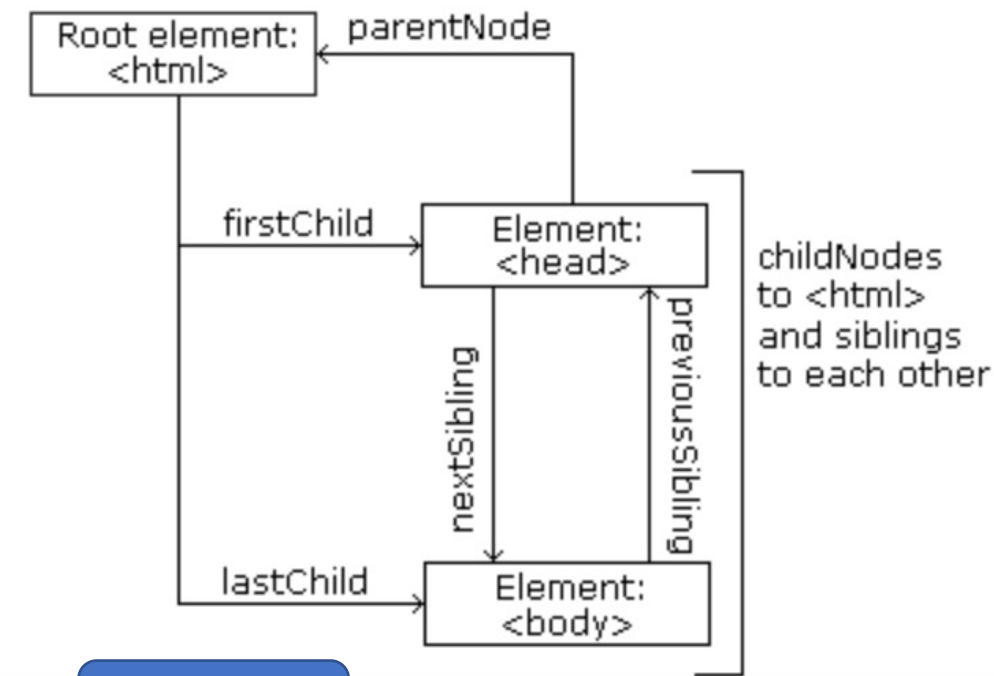 Root element:
<html>
parentNode
firstChild
Element:
<head>
childNodes
to <html>
and siblings
to each other
nextSibling
previousSibling
lastChild
Element:
<body>